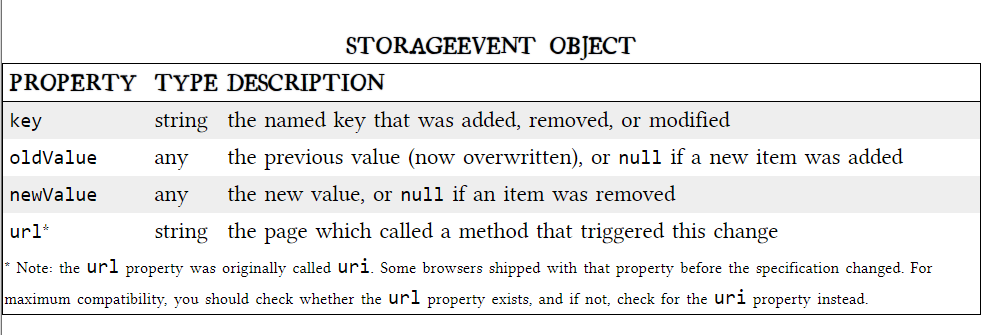 STORAGEEVENT OBJECT
PROPERTY TYPE DESCRIPTION
key string the named key that was added, removed, or modified
oldValue any the previous value (now overwritten), or null if a new item was added
newValue any the new value, or null if an item was removed
url* string the page which called a method that triggered this change
* Note: the url property was originally called uri. Some browsers shipped with that property before the specification changed. For
maximum compatibility, you should check whether the url property exists, and if not, check for the uri property instead.